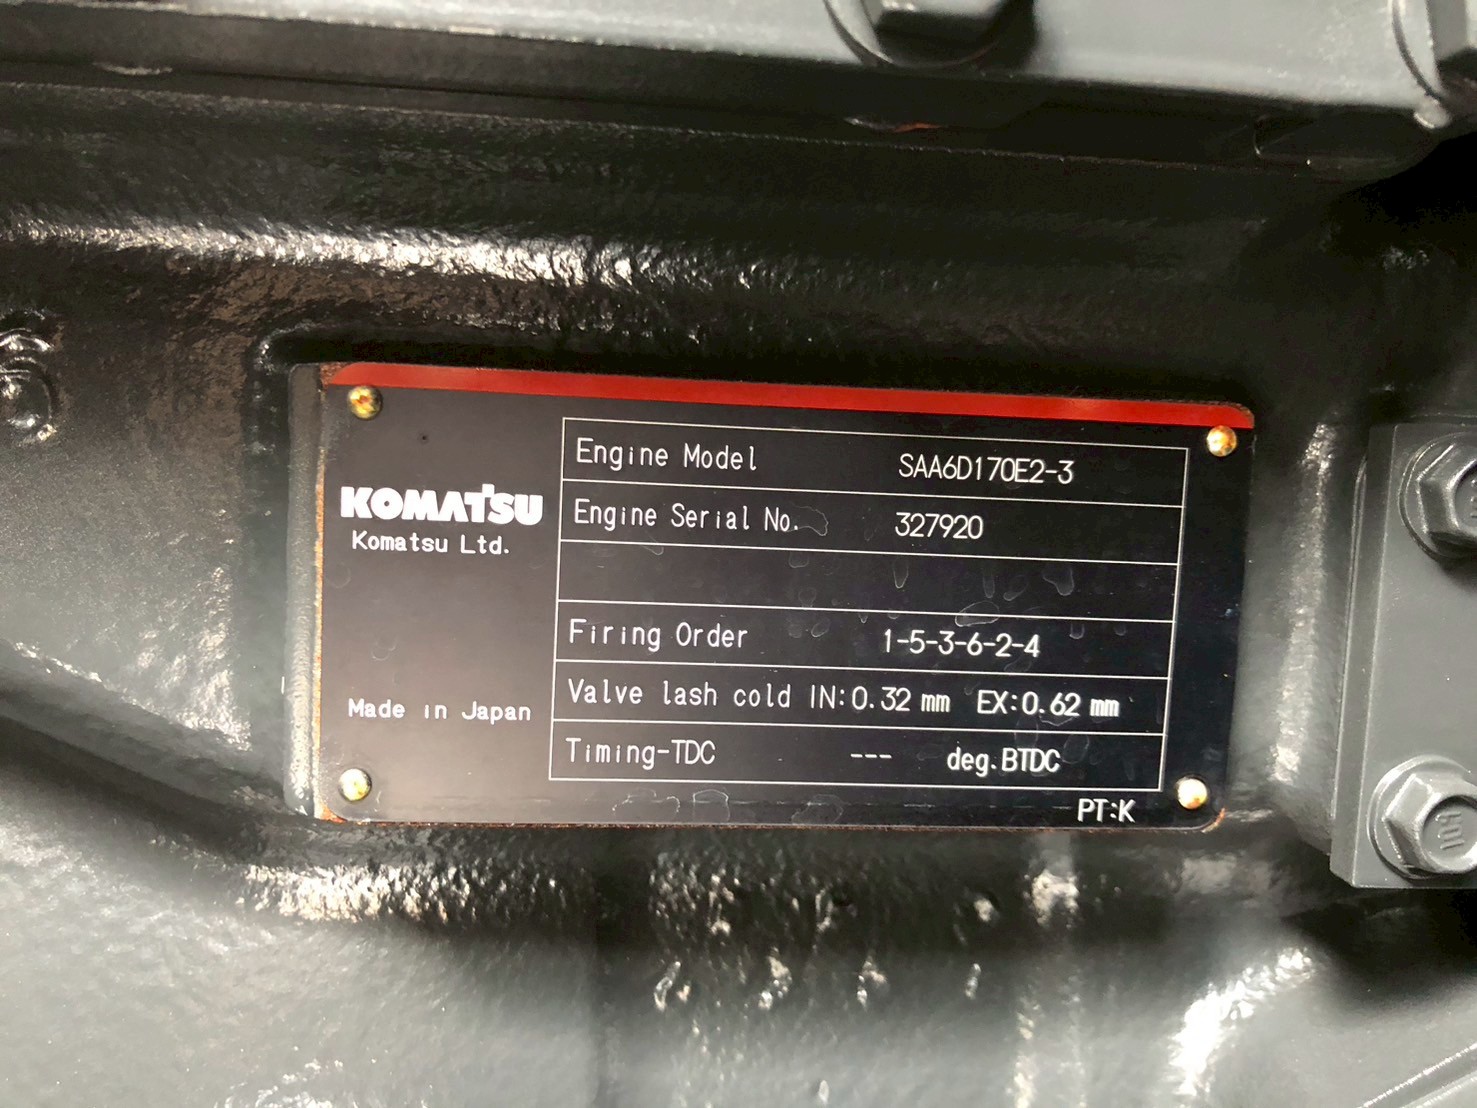 KOMATSU
Komatsu Ltd.
Made in Japan
Engine Model SAA6D170E2-3
Engine Serial No. 327920
Firing Order 1-5-3-6-2-4
Valve lash cold IN:0.32 mm EX:0.62 mm
Timing-TDC --- deg.BTDC
PT:K